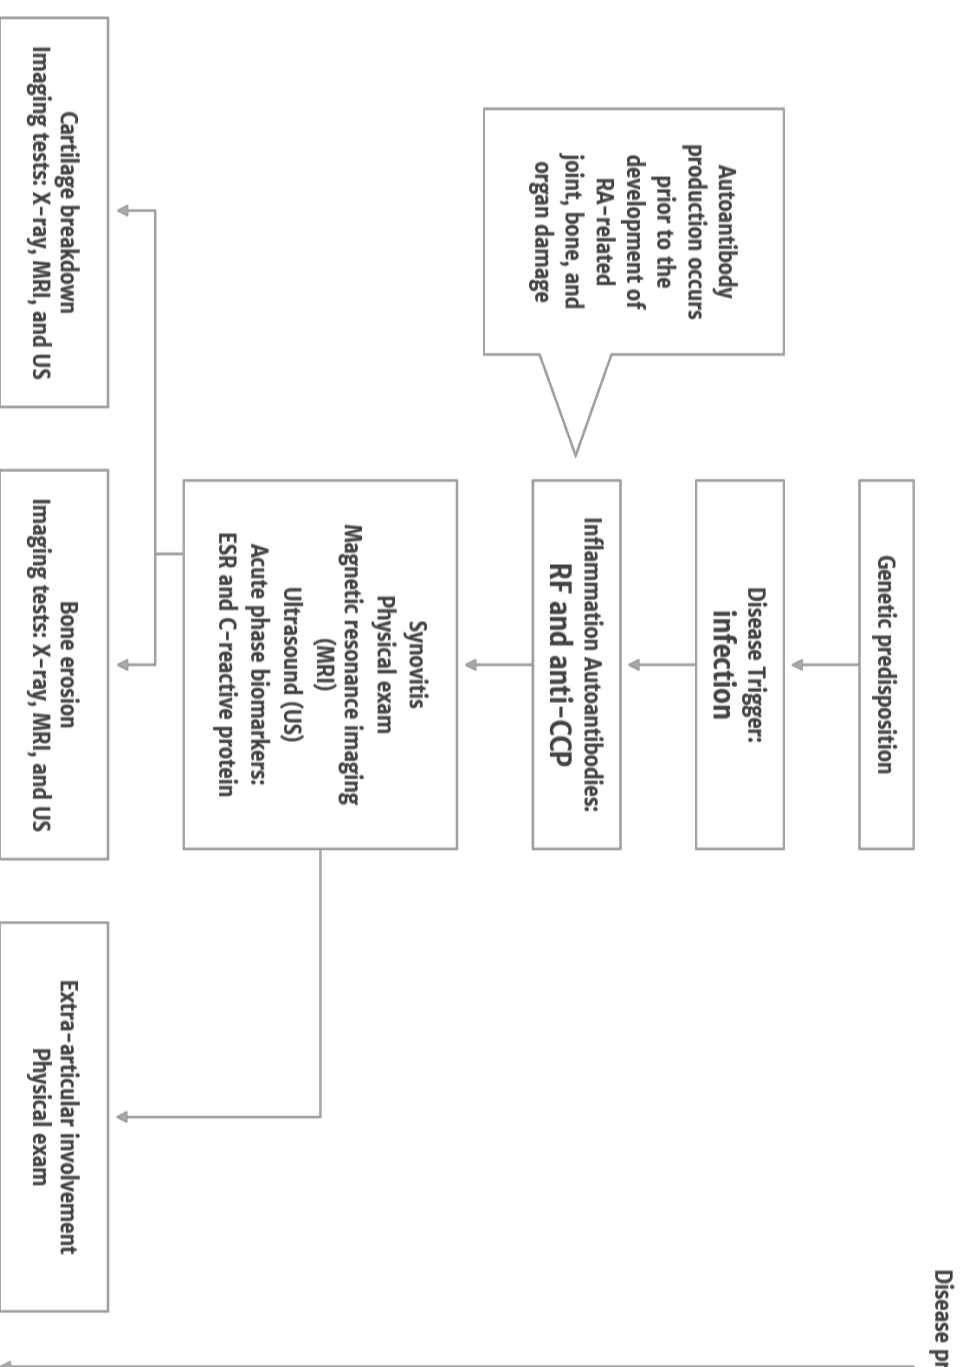 Disease pr
Genetic predisposition
Disease Trigger:
infection
Inflammation Autoantibodies:
RF and anti-CCP
Autoantibody
production occurs
prior to the
development of
RA-related
joint, bone, and
organ damage
Synovitis
Physical exam
Magnetic resonance imaging
(MRI)
Ultrasound (US)
Acute phase biomarkers:
ESR and C-reactive protein
Cartilage breakdown
Imaging tests: X-ray, MRI, and US
Bone erosion
Imaging tests: X-ray, MRI, and US
Extra-articular involvement
Physical exam